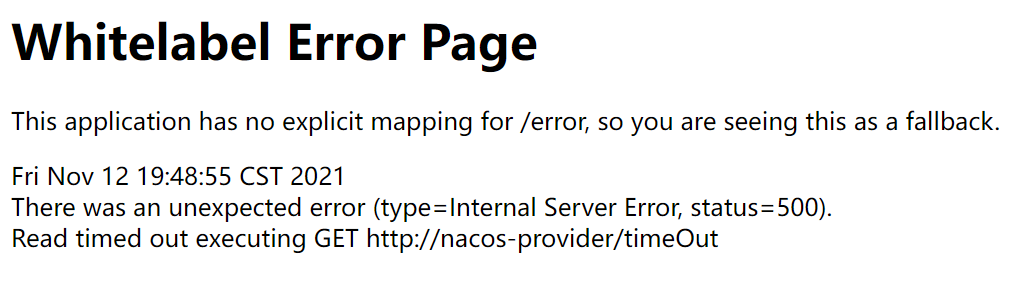 Whitelabel Error Page
This application has no explicit mapping for /error, so you are seeing this as a fallback.
Fri Nov 12 19:48:55 CST 2021
There was an unexpected error (type=Internal Server Error, status=500).
Read timed out executing GET http://nacos-provider/timeOut